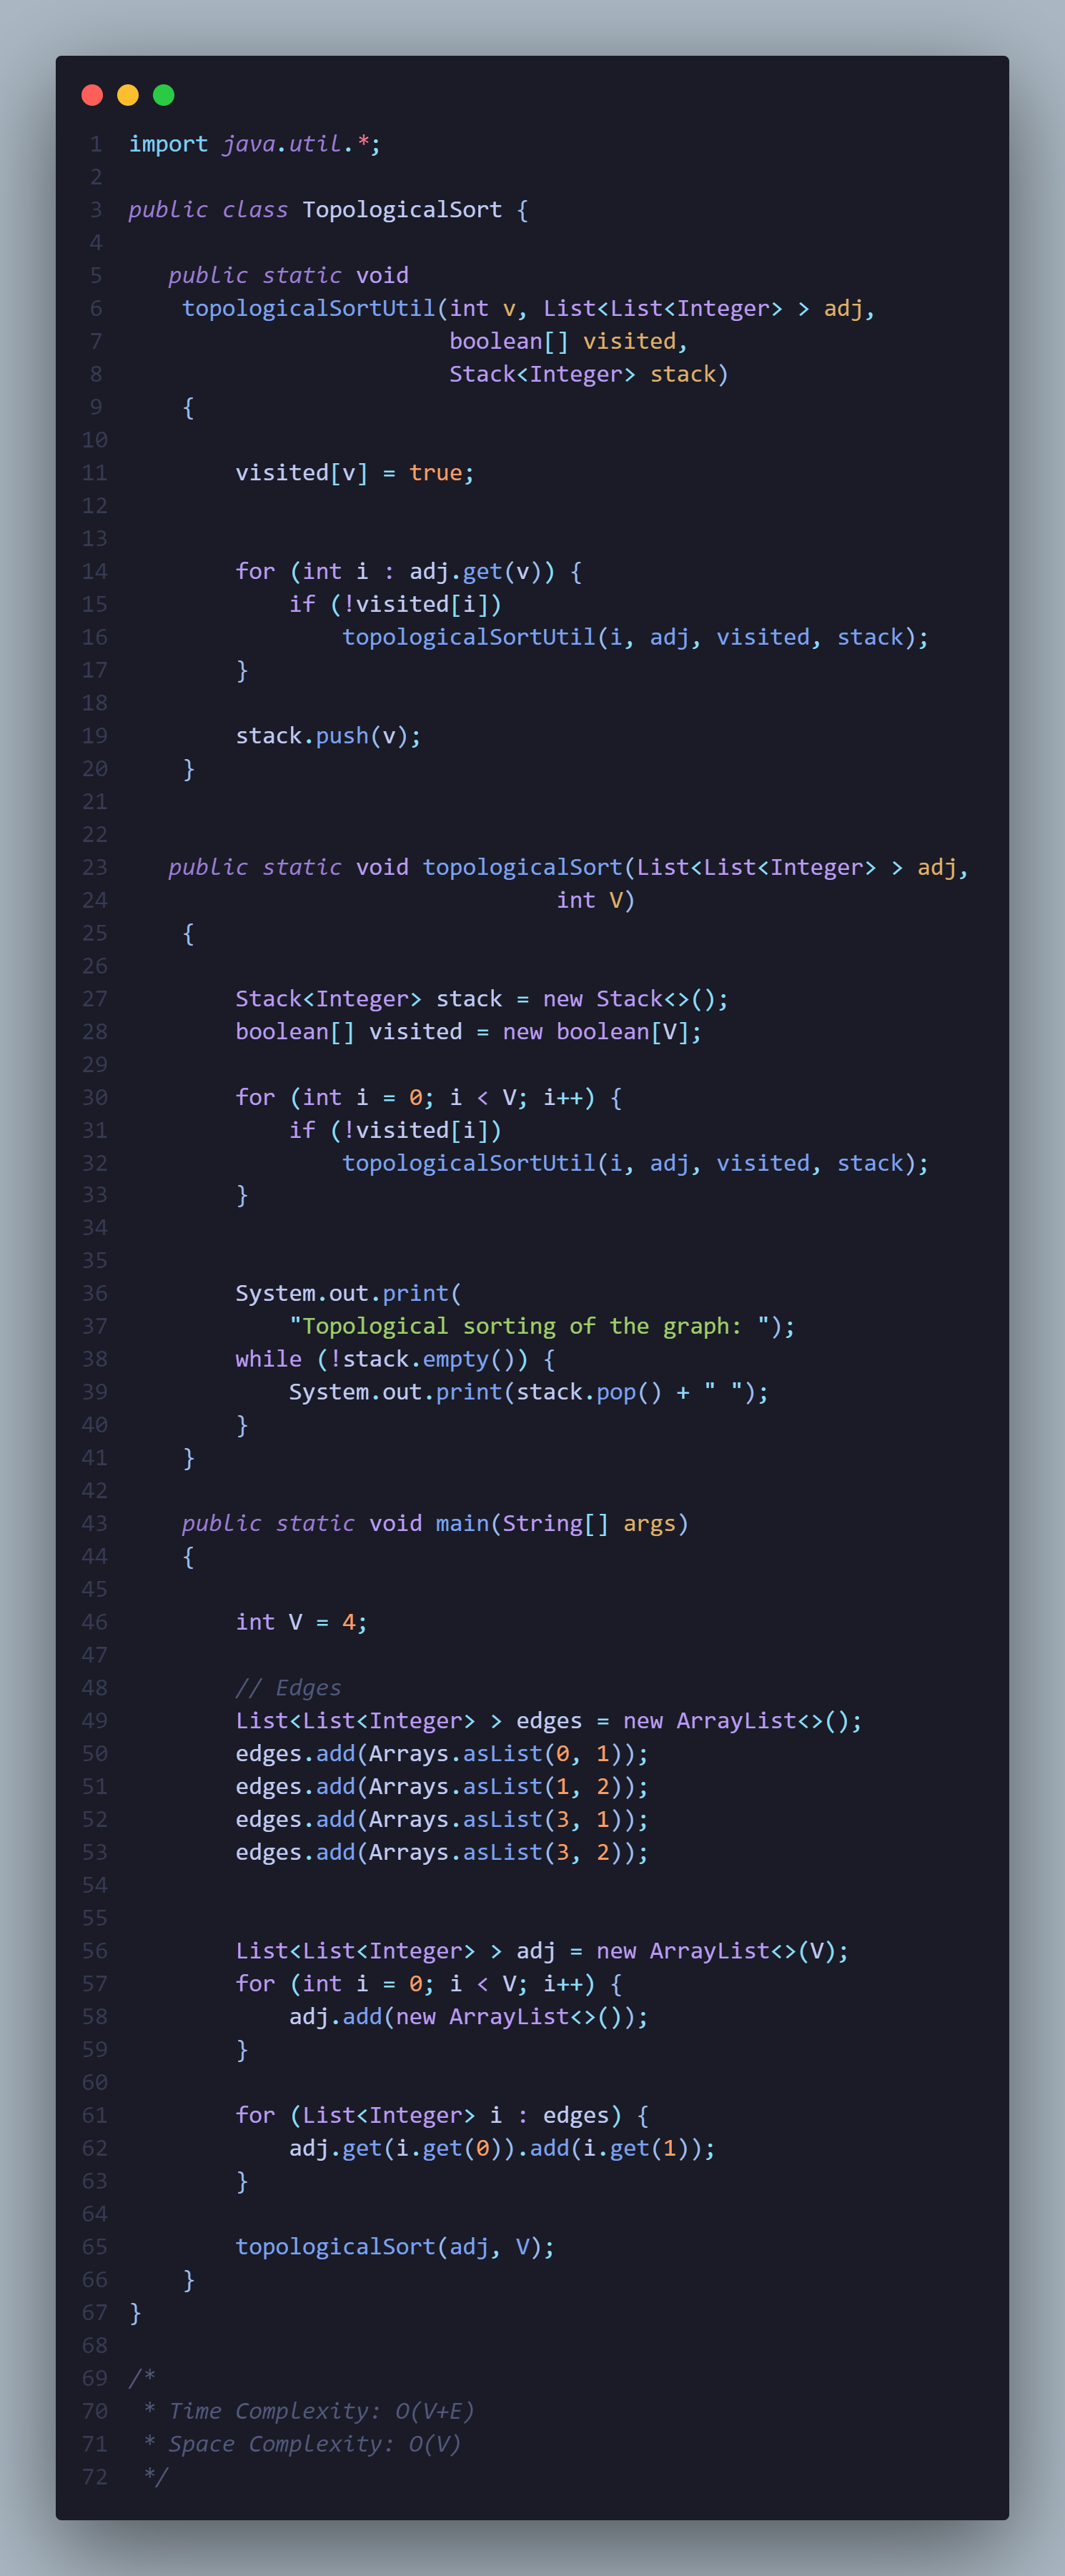 1 import java.util.*;
2
3 public class TopologicalSort {
4
5    public static void
6     topologicalSortUtil(int v, List<List<Integer> > adj,
7                         boolean[] visited,
8                         Stack<Integer> stack)
9     {
10
11         visited[v] = true;
12
13
14         for (int i : adj.get(v)) {
15             if (!visited[i])
16                 topologicalSortUtil(i, adj, visited, stack);
17         }
18
19         stack.push(v);
20     }
21
22
23    public static void topologicalSort(List<List<Integer> > adj,
24                                 int V)
25     {
26
27         Stack<Integer> stack = new Stack<>();
28         boolean[] visited = new boolean[V];
29
30         for (int i = 0; i < V; i++) {
31             if (!visited[i])
32                 topologicalSortUtil(i, adj, visited, stack);
33         }
34
35
36         System.out.print(
37             "Topological sorting of the graph: ");
38         while (!stack.empty()) {
39             System.out.print(stack.pop() + " ");
40         }
41     }
42
43     public static void main(String[] args)
44     {
45
46         int V = 4;
47
48         // Edges
49         List<List<Integer> > edges = new ArrayList<>();
50         edges.add(Arrays.asList(0, 1));
51         edges.add(Arrays.asList(1, 2));
52         edges.add(Arrays.asList(3, 1));
53         edges.add(Arrays.asList(3, 2));
54
55
56         List<List<Integer> > adj = new ArrayList<>(V);
57         for (int i = 0; i < V; i++) {
58             adj.add(new ArrayList<>());
59         }
60
61         for (List<Integer> i : edges) {
62             adj.get(i.get(0)).add(i.get(1));
63         }
64
65         topologicalSort(adj, V);
66     }
67 }
68
69 /*
70  * Time Complexity: O(V+E)
71  * Space Complexity: O(V)
72  */